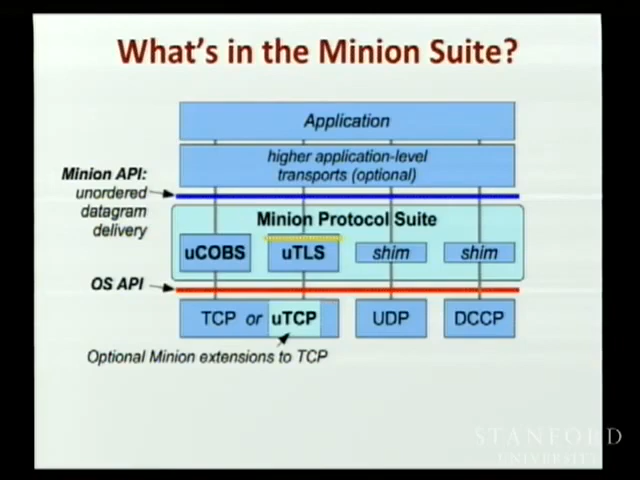 What's in the Minion Suite?
Application
higher application-level
transports (optional)
Minion API:
unordered
datagram
delivery
Minion Protocol Suite
uCOBS
uTLS
shim
shim
OS API
TCP or uTCP
UDP
DCCP
Optional Minion extensions to TCP
STANFORD
UNIVERSITY